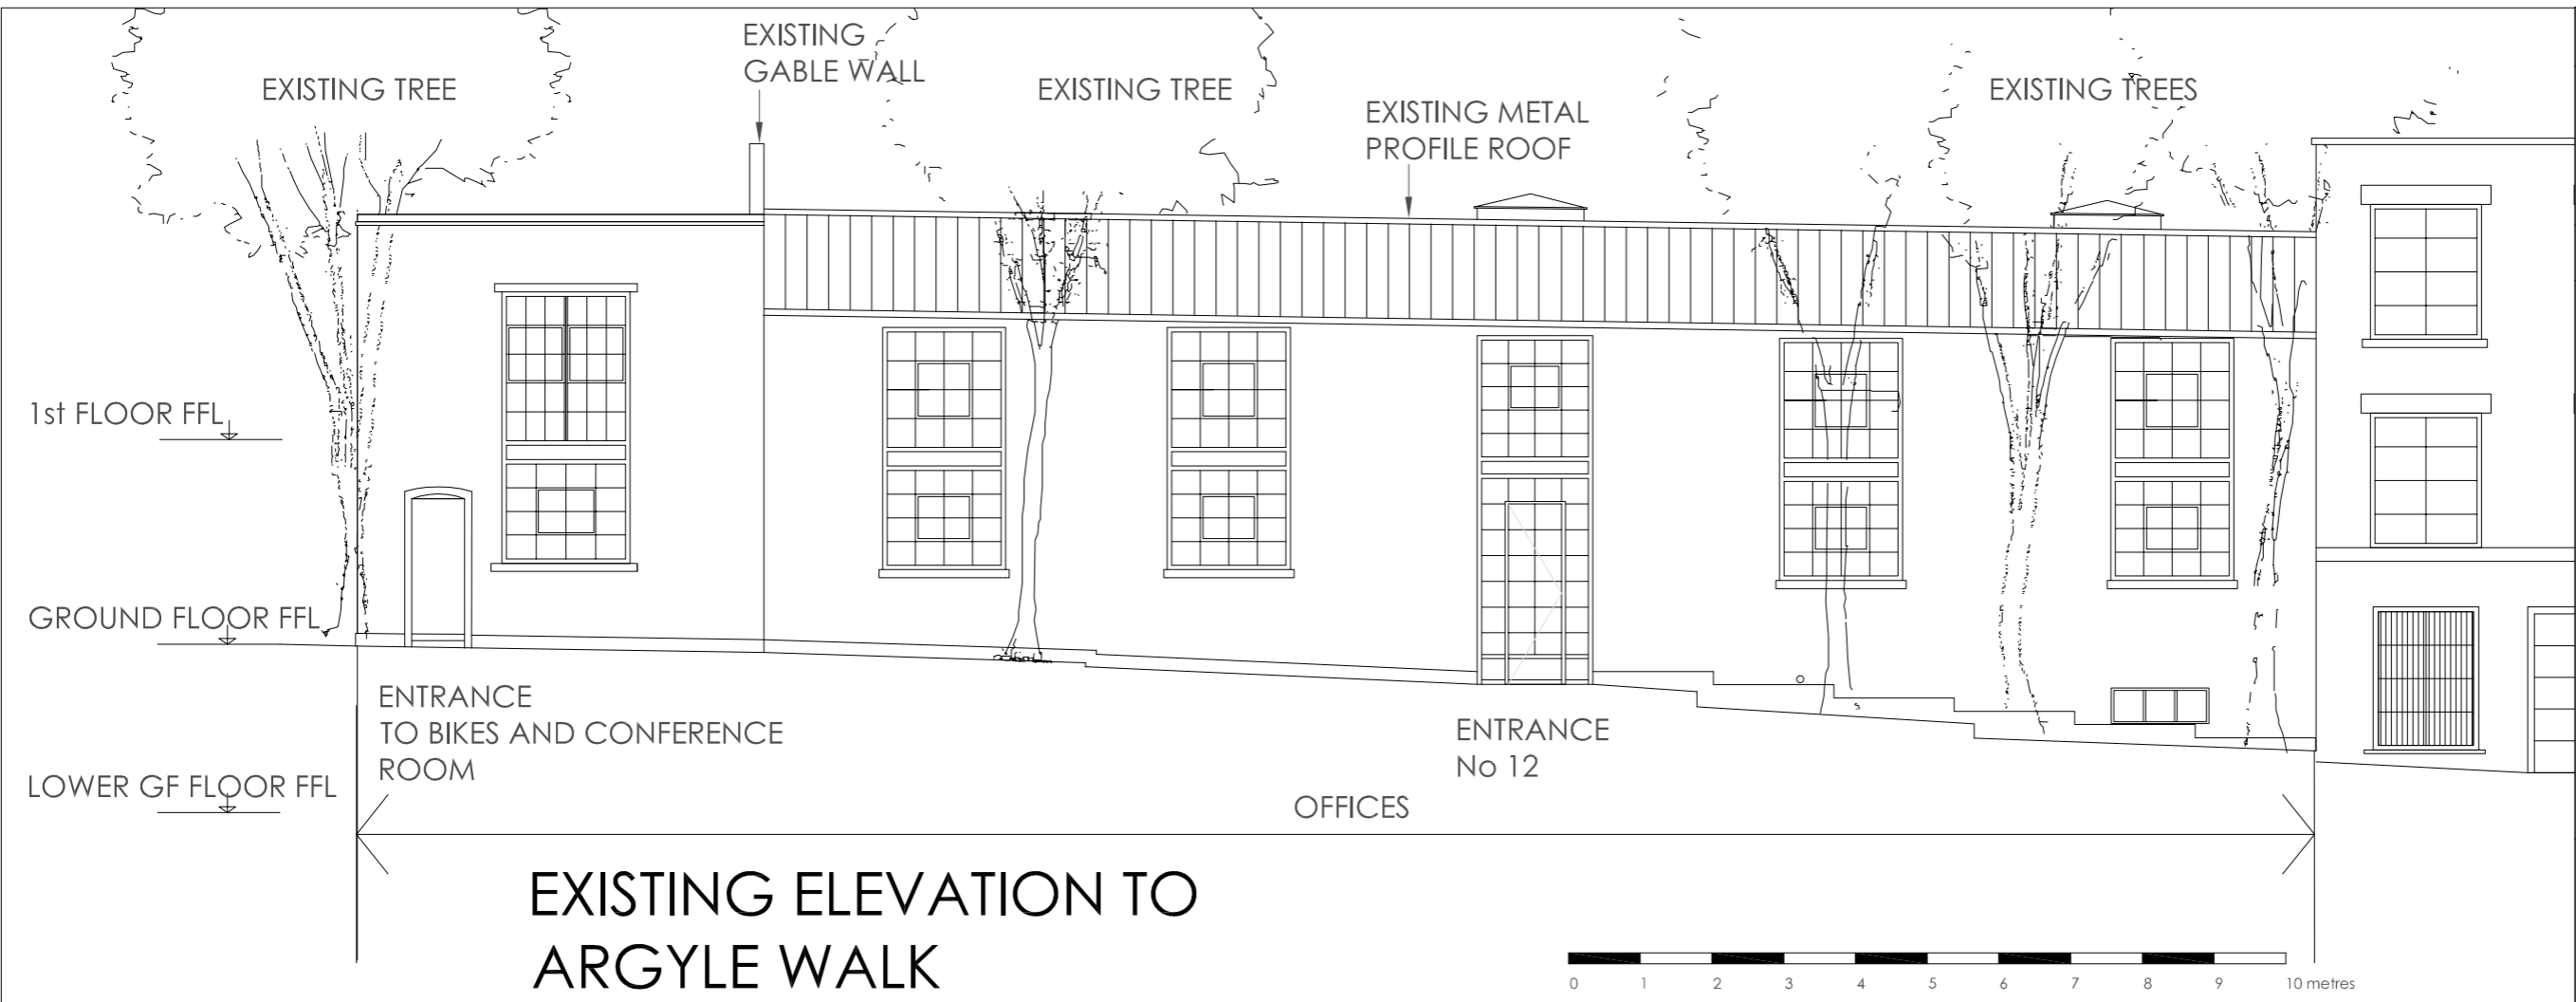 EXISTING
GABLE WALL
EXISTING TREE
EXISTING TREE
EXISTING TREES
EXISTING METAL
PROFILE ROOF
1st FLOOR FFL
GROUND FLOOR FFL
ENTRANCE
TO BIKES AND CONFERENCE
ROOM
ENTRANCE
No 12
LOWER GF FLOOR FFL
OFFICES
EXISTING ELEVATION TO
ARGYLE WALK
0 1 2 3 4 5 6 7 8 9 10 metres